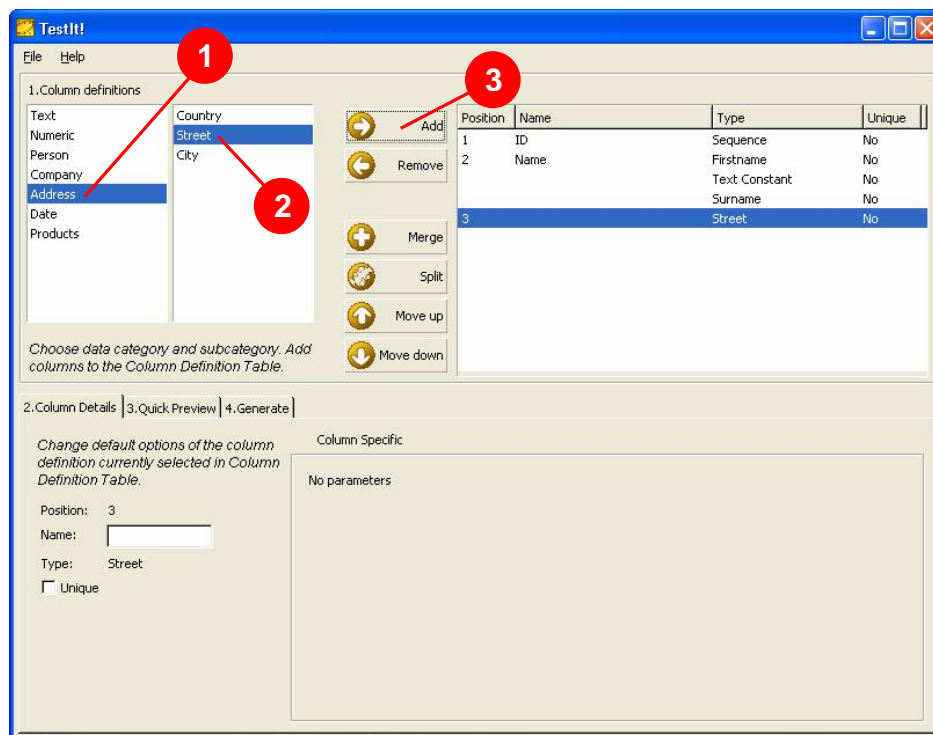 TestIt!
File Help
1
3
1.Column definitions
Text
Numeric
Person
Company
Address
Date
Products
Country
Street
City
2
Add
Remove
Merge
Split
Move up
Move down
Position Name Type Unique
1 ID Sequence No
2 Name Firstname No
Text Constant No
Surname No
3 Street No
Choose data category and subcategory. Add
columns to the Column Definition Table.
2.Column Details 3.Quick Preview 4.Generate
Change default options of the column
definition currently selected in Column
Definition Table.
Position: 3
Name:
Type: Street
Unique
Column Specific
No parameters